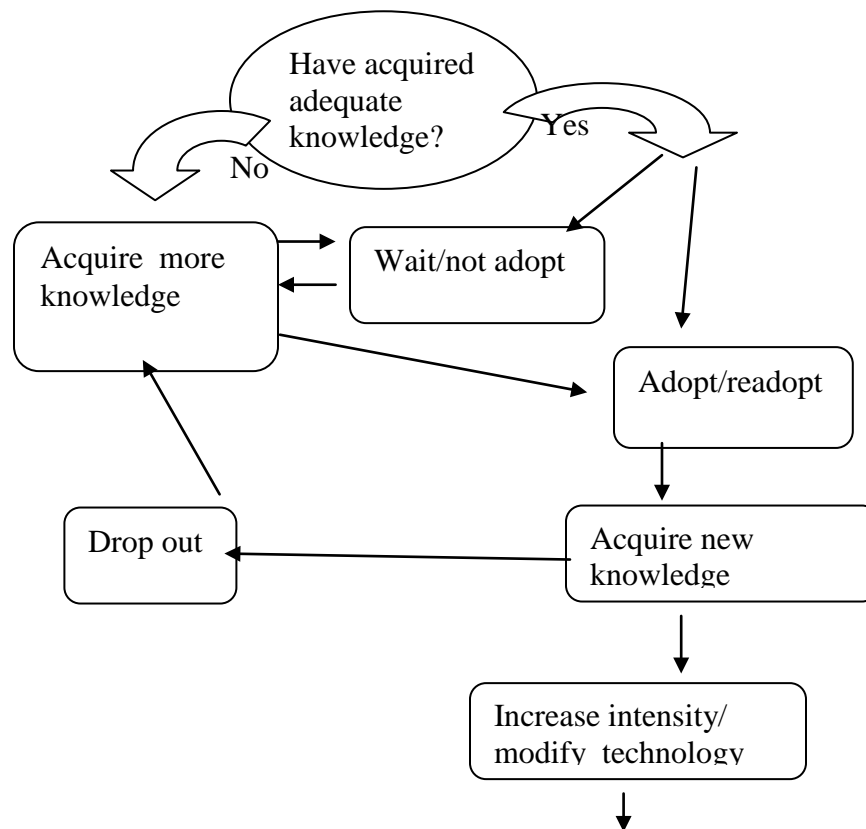 Have acquired
adequate
knowledge?
Yes
No
Acquire more
knowledge
Wait/not adopt
Adopt/readopt
Drop out
Acquire new
knowledge
Increase intensity/
modify technology